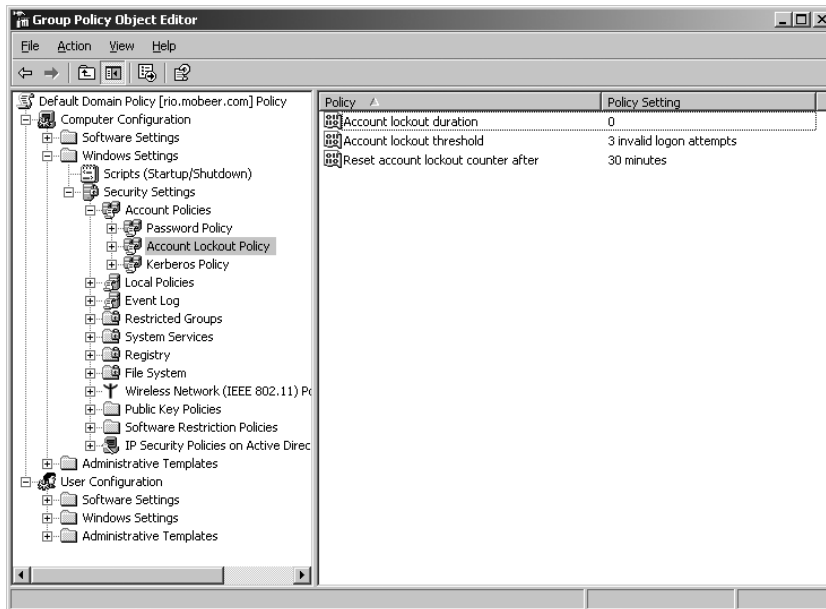 Group Policy Object Editor
File Action View Help
Default Domain Policy [rio.mobeer.com] Policy
Computer Configuration
Software Settings
Windows Settings
Scripts (Startup/Shutdown)
Security Settings
Account Policies
Password Policy
Account Lockout Policy
Kerberos Policy
Local Policies
Event Log
Restricted Groups
System Services
Registry
File System
Wireless Network (IEEE 802.11) Po
Public Key Policies
Software Restriction Policies
IP Security Policies on Active Direc
Administrative Templates
User Configuration
Software Settings
Windows Settings
Administrative Templates
Policy Policy Setting
Account lockout duration 0
Account lockout threshold 3 invalid logon attempts
Reset account lockout counter after 30 minutes